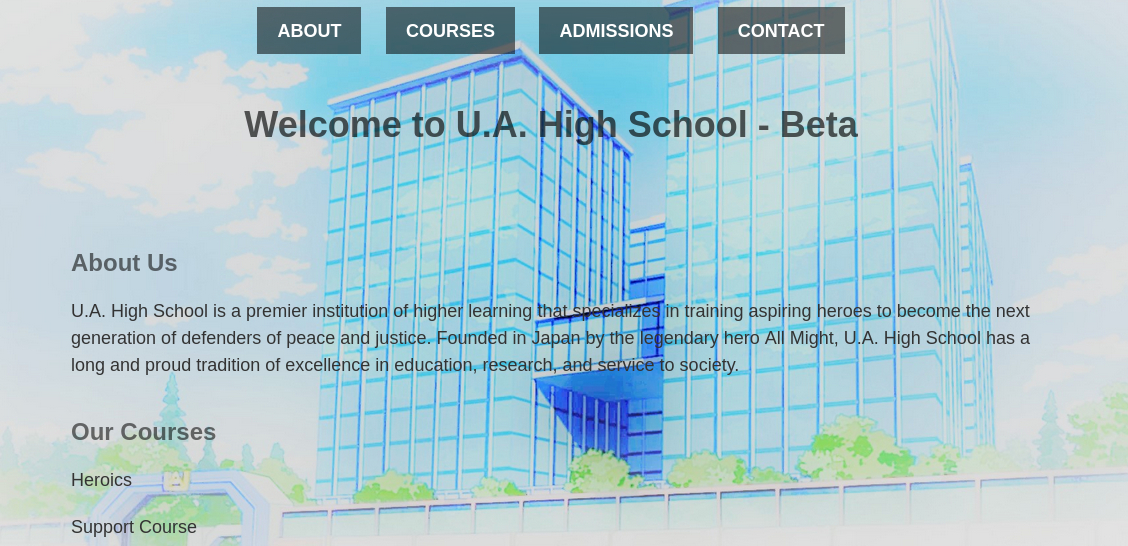 ABOUT COURSES ADMISSIONS CONTACT
Welcome to U.A. High School - Beta
About Us
U.A. High School is a premier institution of higher learning that specializes in training aspiring heroes to become the next
generation of defenders of peace and justice. Founded in Japan by the legendary hero All Might, U.A. High School has a
long and proud tradition of excellence in education, research, and service to society.
Our Courses
Heroics
Support Course